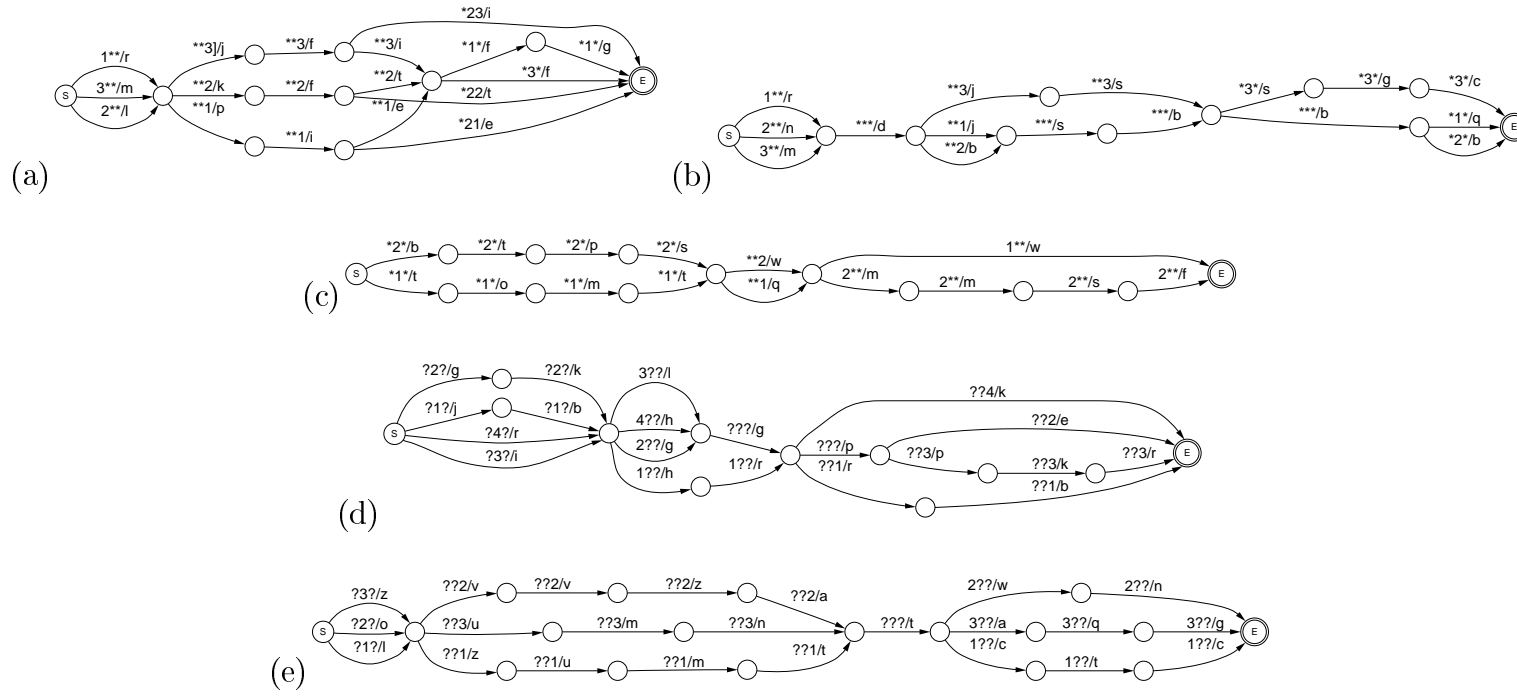 *23/i
**3]/j
**3/f
**3/i
*1*/f
*1*/g
1**/r
3**/m
2**/l
**2/k
**2/f
**2/t
*3*/f
S
E
**1/p
**1/e
*22/t
**1/i
*21/e
(a)
**3/j
**3/s
*3*/s
*3*/g
*3*/c
1**/r
2**/n
3**/m
***/d
**1/j
**2/b
***/s
***/b
***/b
*1*/q
*2*/b
S
E
(b)
*2*/b
*2*/t
*2*/p
*2*/s
1**/w
*1*/t
*1*/o
*1*/m
*1*/t
**2/w
**1/q
2**/m
2**/m
2**/s
2**/f
S
E
(c)
?2?/g
?2?/k
3??/l
??4/k
?1?/j
?1?/b
4??/h
???/g
??2/e
?4?/r
?3?/i
2??/g
1??/h
1??/r
???/p
??1/r
??3/p
??3/k
??3/r
??1/b
S
E
(d)
?3?/z
?2?/o
?1?/l
??2/v
??2/v
??2/z
??2/a
2??/w
2??/n
??3/u
??3/m
??3/n
???/t
3??/a
3??/q
3??/g
??1/z
??1/u
??1/m
??1/t
1??/c
1??/t
1??/c
S
E
(e)